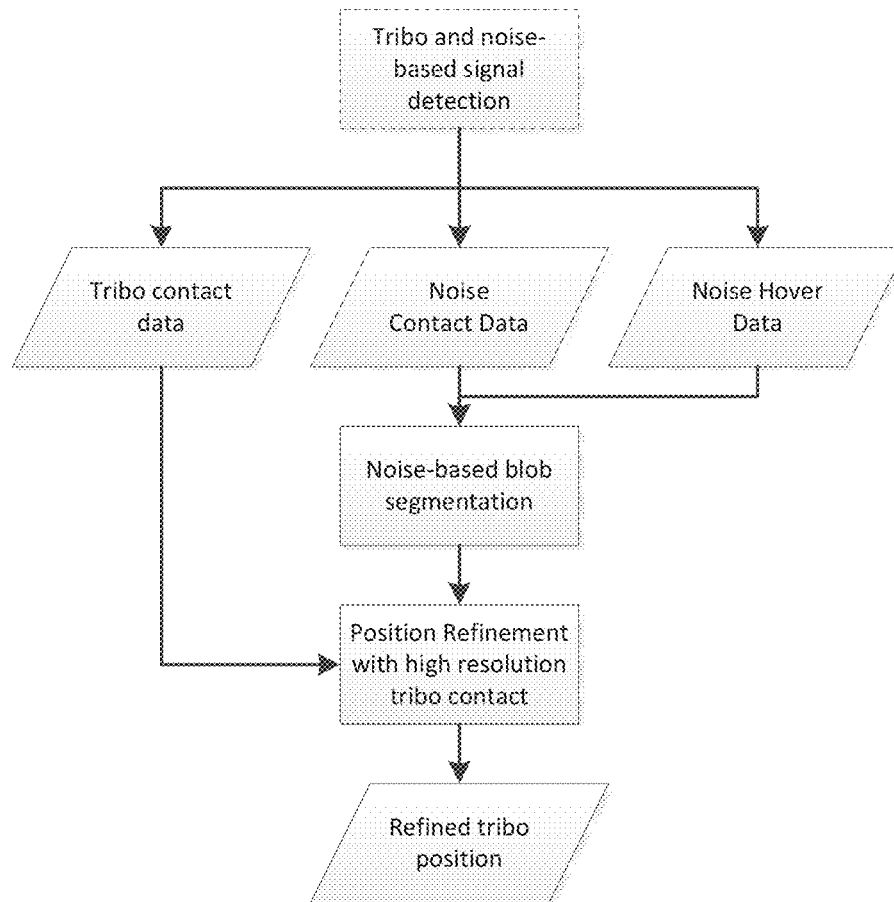 Tribo and noise-
based signal
detection
Tribo contact
data
Noise
Contact Data
Noise Hover
Data
Noise-based blob
segmentation
Position Refinement
with high resolution
tribo contact
Refined tribo
position